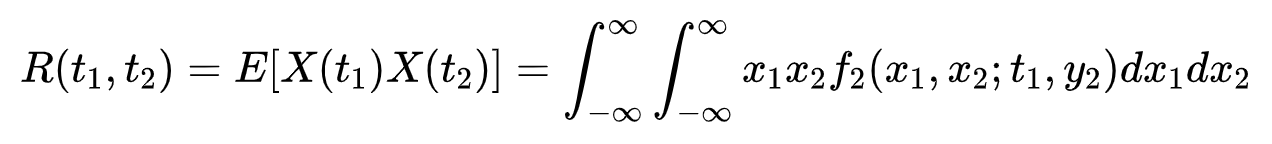 R(t₁, t₂) = E[X(t₁)X(t₂)] = ∫_{-∞}^{∞} ∫_{-∞}^{∞} x₁x₂f₂(x₁, x₂; t₁, y₂)dx₁dx₂